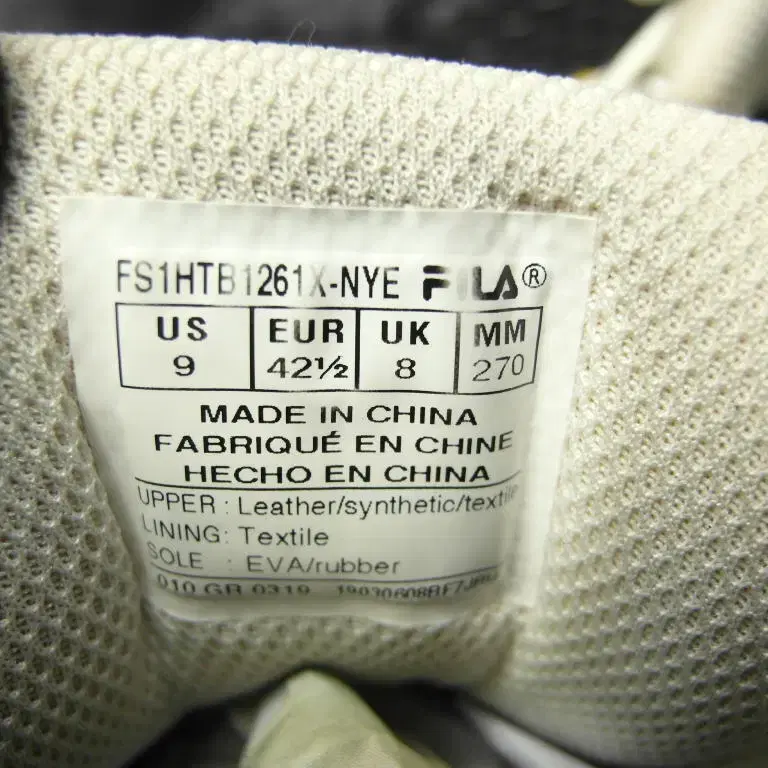 FS1HTB1261X-NYE FILA®
US EUR UK MM
9 42½ 8 270
MADE IN CHINA
FABRIQUÉ EN CHINE
HECHO EN CHINA
UPPER : Leather/synthetic/textile
LINING: Textile
SOLE : EVA/rubber
010 GR 0319